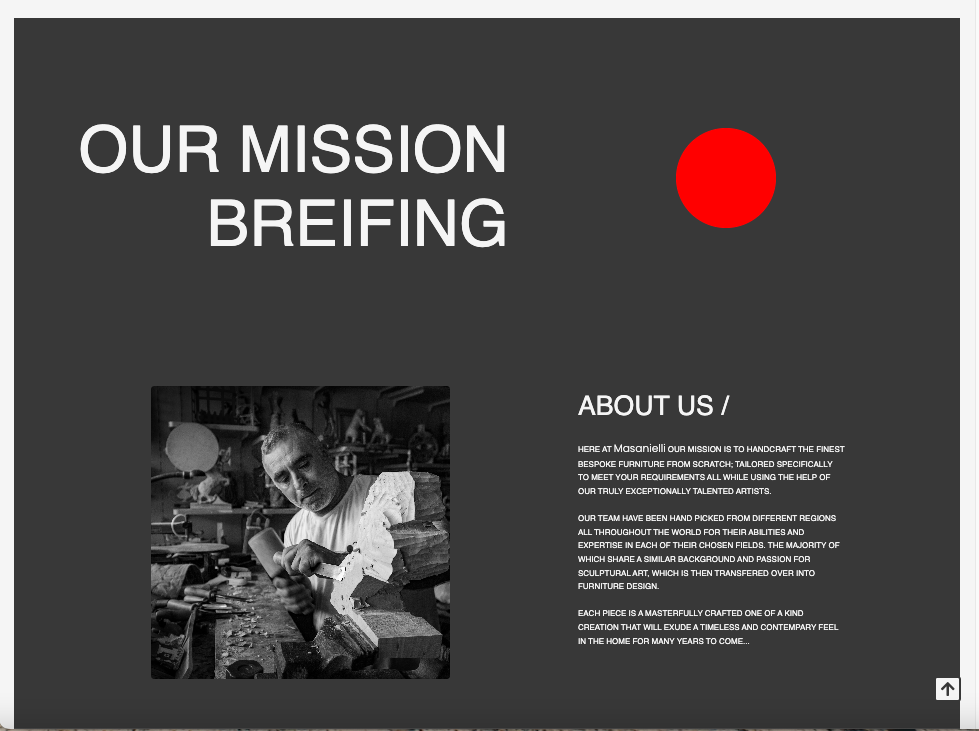 OUR MISSION
BREIFING
ABOUT US /
HERE AT Masanielli OUR MISSION IS TO HANDCRAFT THE FINEST
BESPOKE FURNITURE FROM SCRATCH; TAILORED SPECIFICALLY
TO MEET YOUR REQUIREMENTS ALL WHILE USING THE HELP OF
OUR TRULY EXCEPTIONALLY TALENTED ARTISTS.
OUR TEAM HAVE BEEN HAND PICKED FROM DIFFERENT REGIONS
ALL THROUGHOUT THE WORLD FOR THEIR ABILITIES AND
EXPERTISE IN EACH OF THEIR CHOSEN FIELDS. THE MAJORITY OF
WHICH SHARE A SIMILAR BACKGROUND AND PASSION FOR
SCULPTURAL ART, WHICH IS THEN TRANSFERED OVER INTO
FURNITURE DESIGN.
EACH PIECE IS A MASTERFULLY CRAFTED ONE OF A KIND
CREATION THAT WILL EXUDE A TIMELESS AND CONTEMPARY FEEL
IN THE HOME FOR MANY YEARS TO COME...